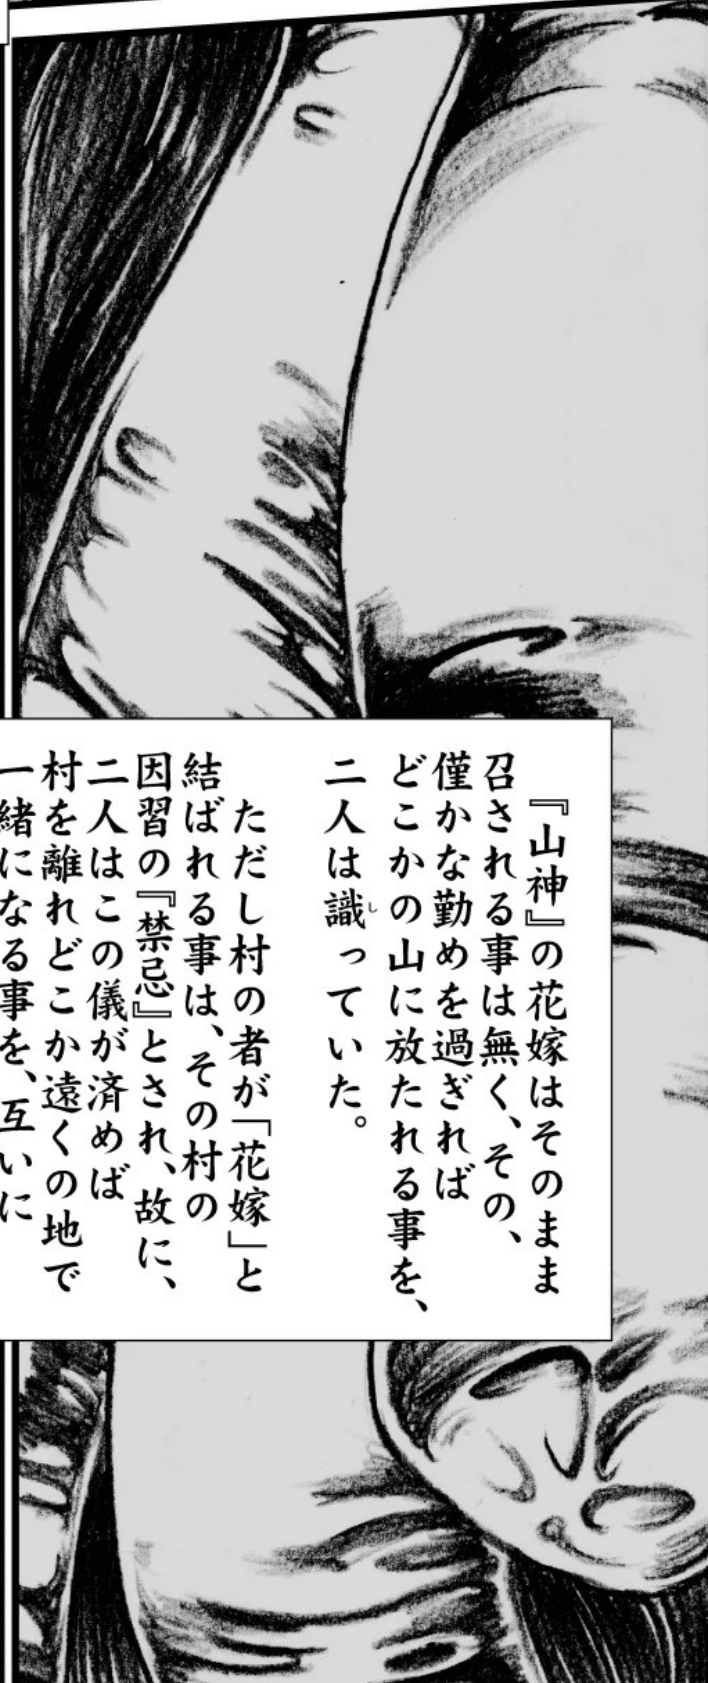 『山神』の花嫁はそのまま
召される事は無く、その、
僅かな勤めを過ぎれば
どこかの山に放たれる事を、
二人は識っていた。
ただし村の者が「花嫁」と
結ばれる事は、その村の
因習の『禁忌』とされ、故に、
二人はこの儀が済めば
村を離れどこか遠くの地で
一緒になる事を、互いに